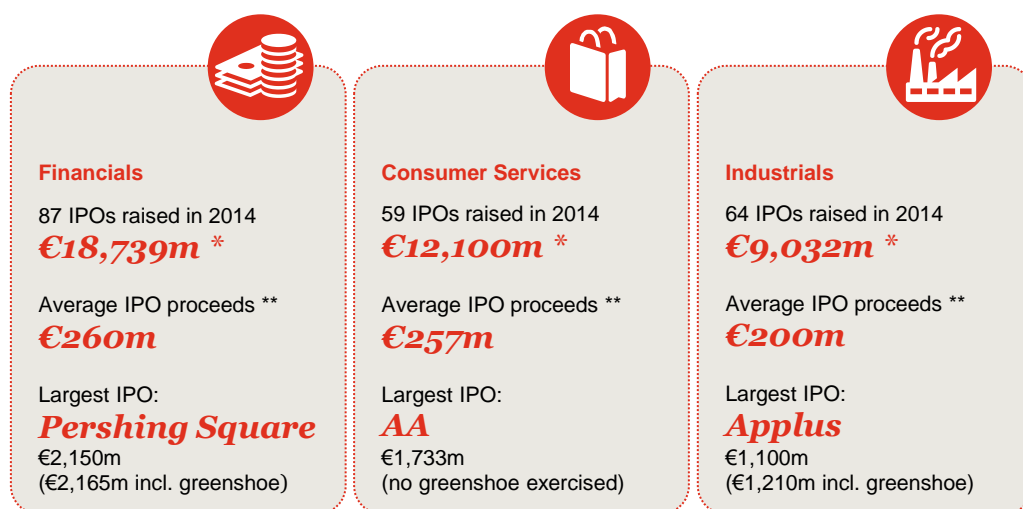 Financials
87 IPOs raised in 2014
€18,739m *
Average IPO proceeds **
€260m
Largest IPO:
Pershing Square
€2,150m
(€2,165m incl. greenshoe)
Consumer Services
59 IPOs raised in 2014
€12,100m *
Average IPO proceeds **
€257m
Largest IPO:
AA
€1,733m
(no greenshoe exercised)
Industrials
64 IPOs raised in 2014
€9,032m *
Average IPO proceeds **
€200m
Largest IPO:
Applus
€1,100m
(€1,210m incl. greenshoe)